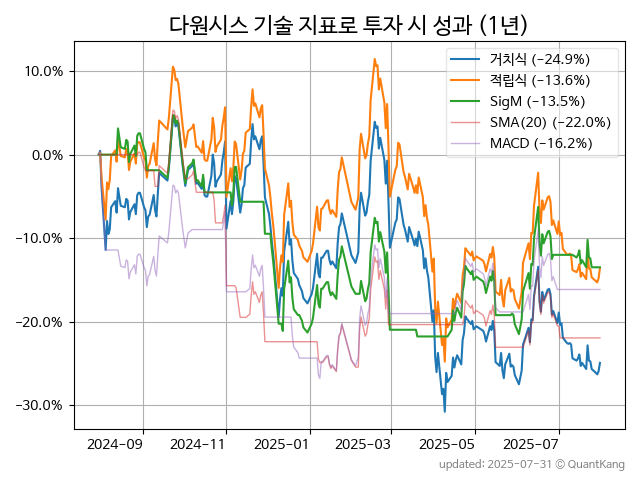 다원시스 기술 지표로 투자 시 성과 (1년)
거치식 (−24.9%)
적립식 (−13.6%)
SigM (−13.5%)
SMA(20) (−22.0%)
MACD (−16.2%)
10.0%
0.0%
−10.0%
−20.0%
−30.0%
2024-09 2024-11 2025-01 2025-03 2025-05 2025-07
updated: 2025-07-31 © QuantKang